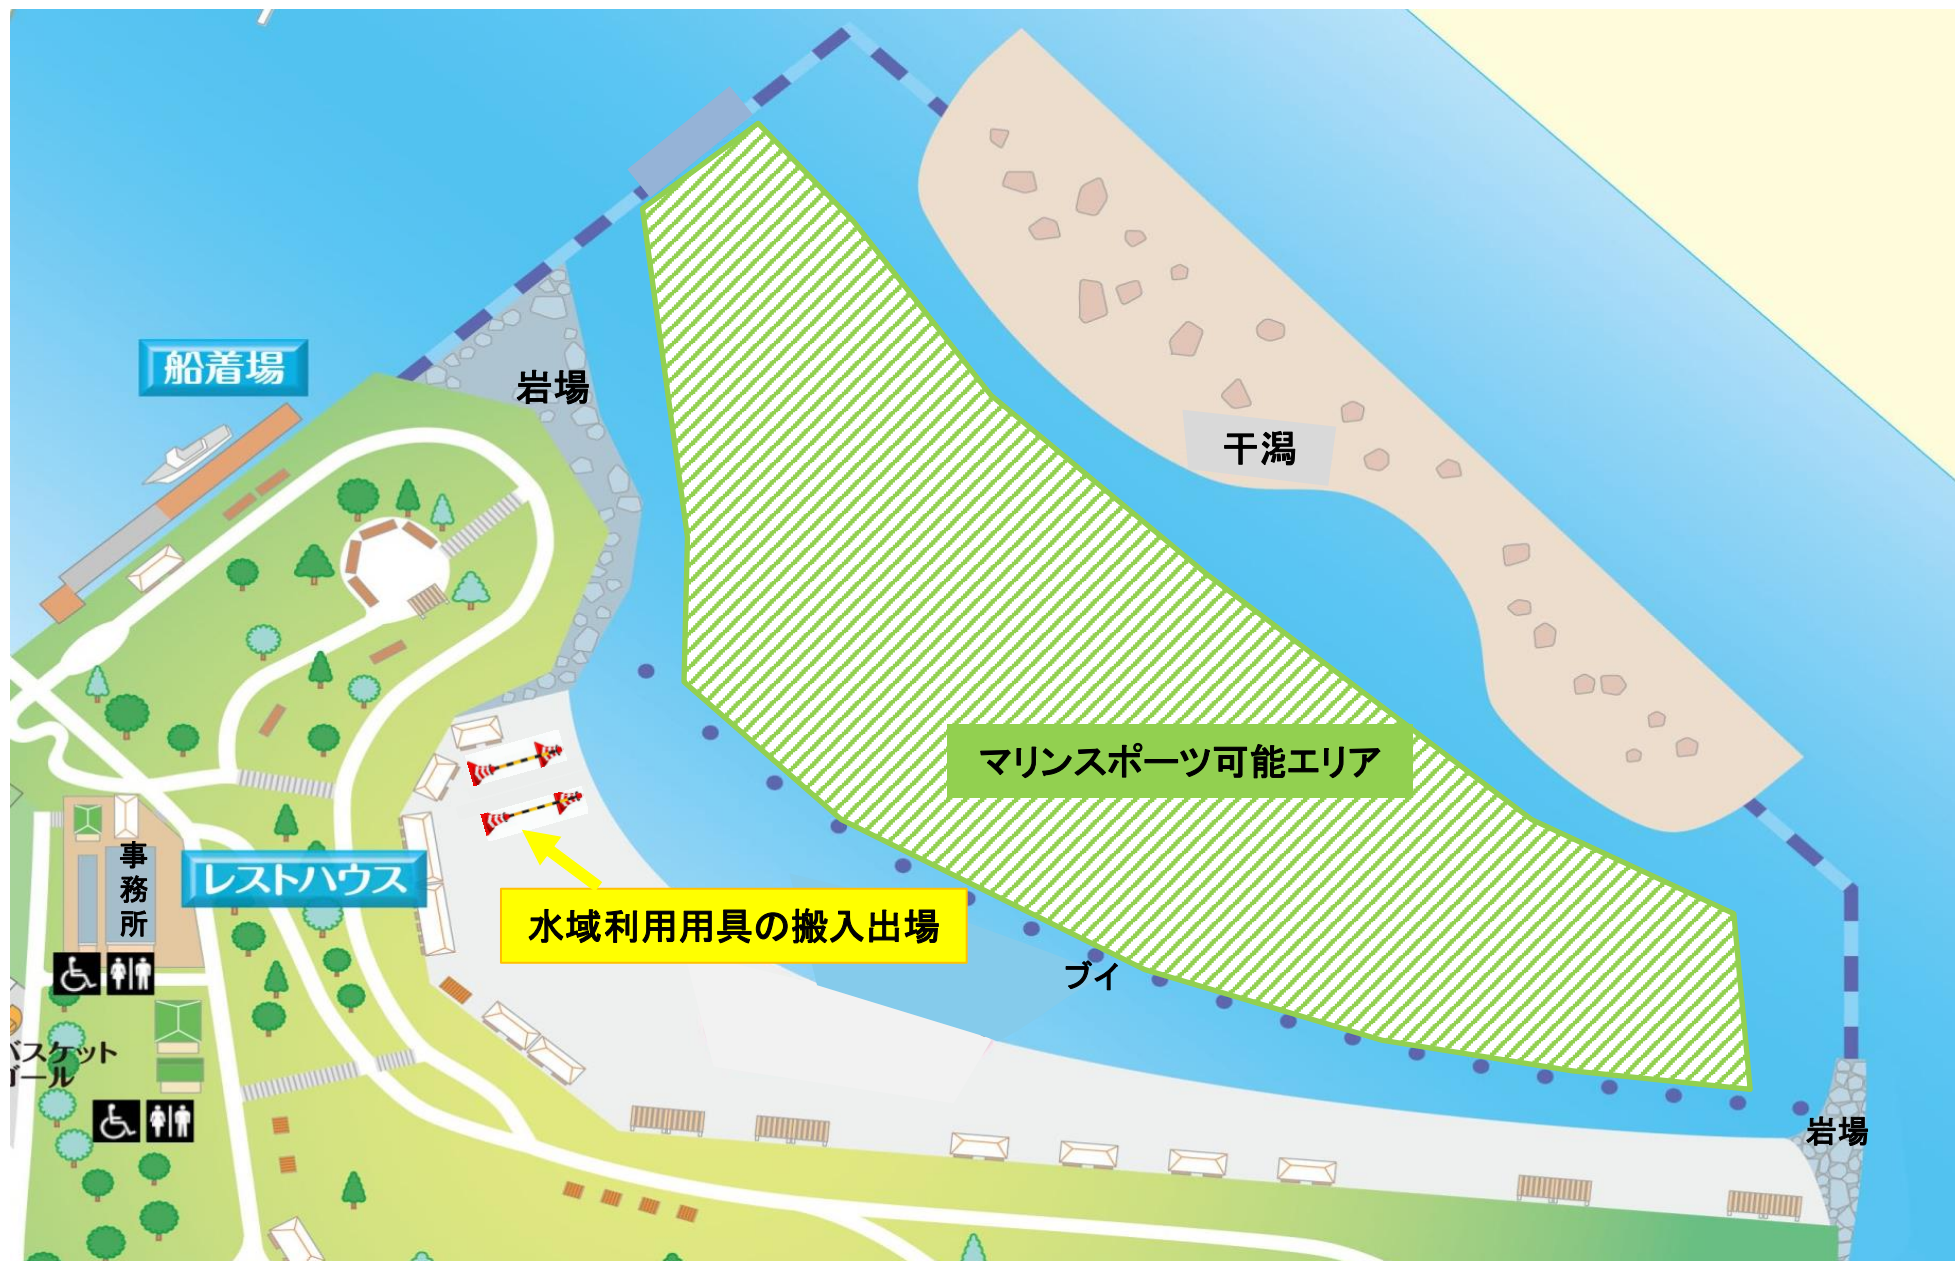 船着場
岩場
干潟
マリンスポーツ可能エリア
事務所
レストハウス
水域利用用具の搬入出場
ブイ
バスケット
ゴール
岩場